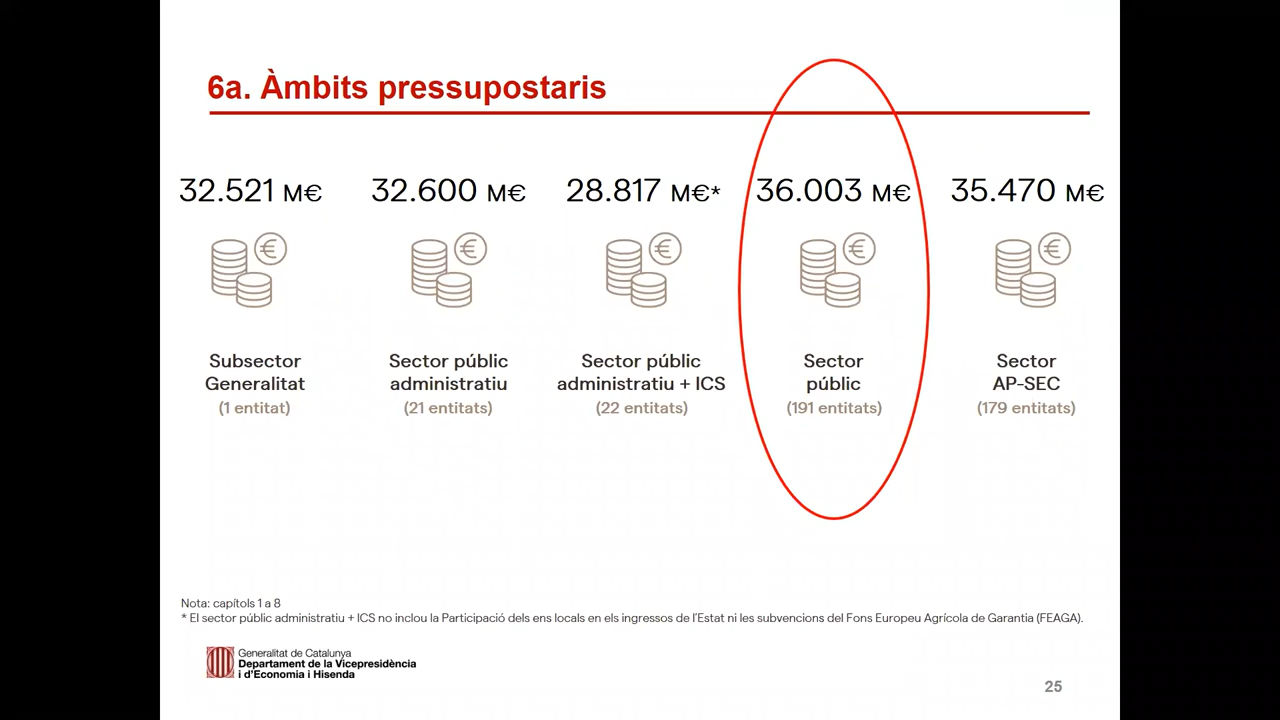 6a. Àmbits pressupostaris
32.521 M€
32.600 M€
28.817 M€*
36.003 M€
35.470 M€
Subsector
Generalitat
(1 entitat)
Sector públic
administratiu
(21 entitats)
Sector públic
administratiu + ICS
(22 entitats)
Sector
públic
(191 entitats)
Sector
AP-SEC
(179 entitats)
Nota: capítols 1 a 8
* El sector públic administratiu + ICS no inclou la Participació dels ens locals en els ingressos de l'Estat ni les subvencions del Fons Europeu Agrícola de Garantia (FEAGA).
Generalitat de Catalunya
Departament de la Vicepresidència
i d'Economia i Hisenda
25